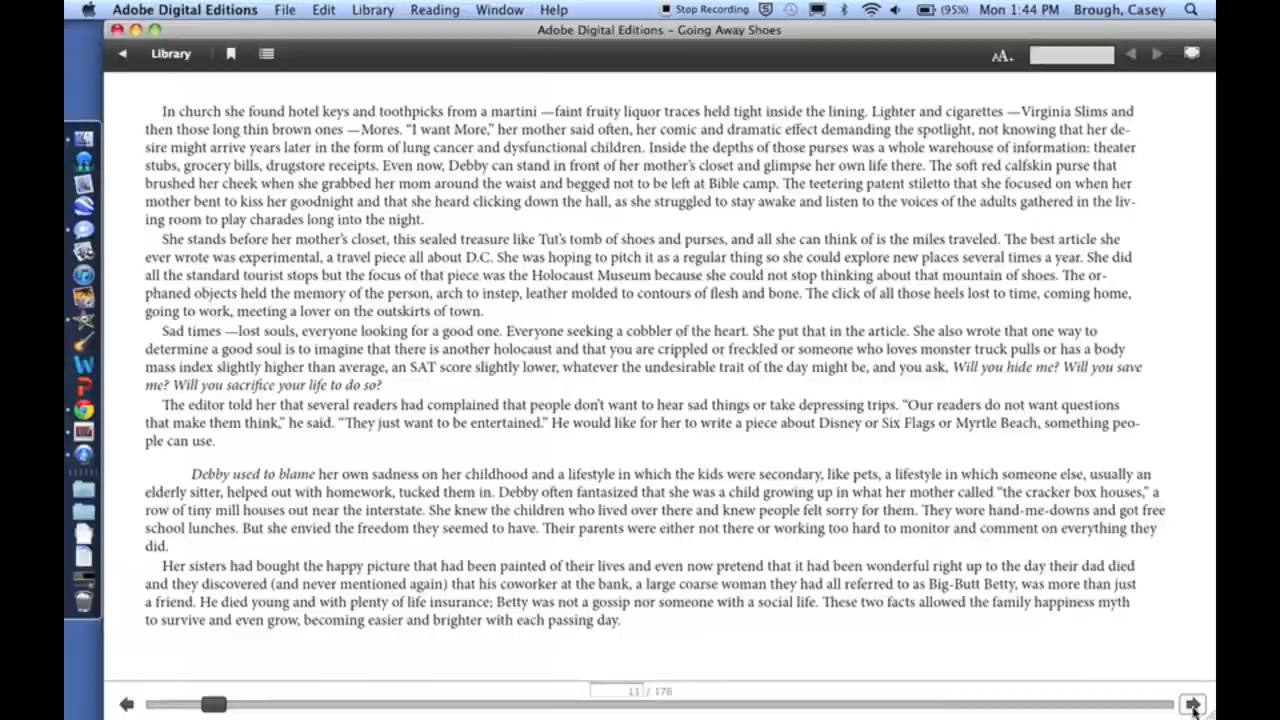 Adobe Digital Editions File Edit Library Reading Window Help Stop Recording (95%) Mon 1:44 PM Brough, Casey
Adobe Digital Editions - Going Away Shoes
Library AA
In church she found hotel keys and toothpicks from a martini —faint fruity liquor traces held tight inside the lining. Lighter and cigarettes —Virginia Slims and
then those long thin brown ones —Mores. “I want More,” her mother said often, her comic and dramatic effect demanding the spotlight, not knowing that her de-
sire might arrive years later in the form of lung cancer and dysfunctional children. Inside the depths of those purses was a whole warehouse of information: theater
stubs, grocery bills, drugstore receipts. Even now, Debby can stand in front of her mother’s closet and glimpse her own life there. The soft red calfskin purse that
brushed her cheek when she grabbed her mom around the waist and begged not to be left at Bible camp. The teetering patent stiletto that she focused on when her
mother bent to kiss her goodnight and that she heard clicking down the hall, as she struggled to stay awake and listen to the voices of the adults gathered in the liv-
ing room to play charades long into the night.
She stands before her mother’s closet, this sealed treasure like Tut’s tomb of shoes and purses, and all she can think of is the miles traveled. The best article she
ever wrote was experimental, a travel piece all about D.C. She was hoping to pitch it as a regular thing so she could explore new places several times a year. She did
all the standard tourist stops but the focus of that piece was the Holocaust Museum because she could not stop thinking about that mountain of shoes. The or-
phaned objects held the memory of the person, arch to instep, leather molded to contours of flesh and bone. The click of all those heels lost to time, coming home,
going to work, meeting a lover on the outskirts of town.
Sad times —lost souls, everyone looking for a good one. Everyone seeking a cobbler of the heart. She put that in the article. She also wrote that one way to
determine a good soul is to imagine that there is another holocaust and that you are crippled or freckled or someone who loves monster truck pulls or has a body
mass index slightly higher than average, an SAT score slightly lower, whatever the undesirable trait of the day might be, and you ask, Will you hide me? Will you save
me? Will you sacrifice your life to do so?
The editor told her that several readers had complained that people don’t want to hear sad things or take depressing trips. “Our readers do not want questions
that make them think,” he said. “They just want to be entertained.” He would like for her to write a piece about Disney or Six Flags or Myrtle Beach, something peo-
ple can use.
Debby used to blame her own sadness on her childhood and a lifestyle in which the kids were secondary, like pets, a lifestyle in which someone else, usually an
elderly sitter, helped out with homework, tucked them in. Debby often fantasized that she was a child growing up in what her mother called “the cracker box houses,” a
row of tiny mill houses out near the interstate. She knew the children who lived over there and knew people felt sorry for them. They wore hand-me-downs and got free
school lunches. But she envied the freedom they seemed to have. Their parents were either not there or working too hard to monitor and comment on everything they
did.
Her sisters had bought the happy picture that had been painted of their lives and even now pretend that it had been wonderful right up to the day their dad died
and they discovered (and never mentioned again) that his coworker at the bank, a large coarse woman they had all referred to as Big-Butt Betty, was more than just
a friend. He died young and with plenty of life insurance; Betty was not a gossip nor someone with a social life. These two facts allowed the family happiness myth
to survive and even grow, becoming easier and brighter with each passing day.
11 / 176